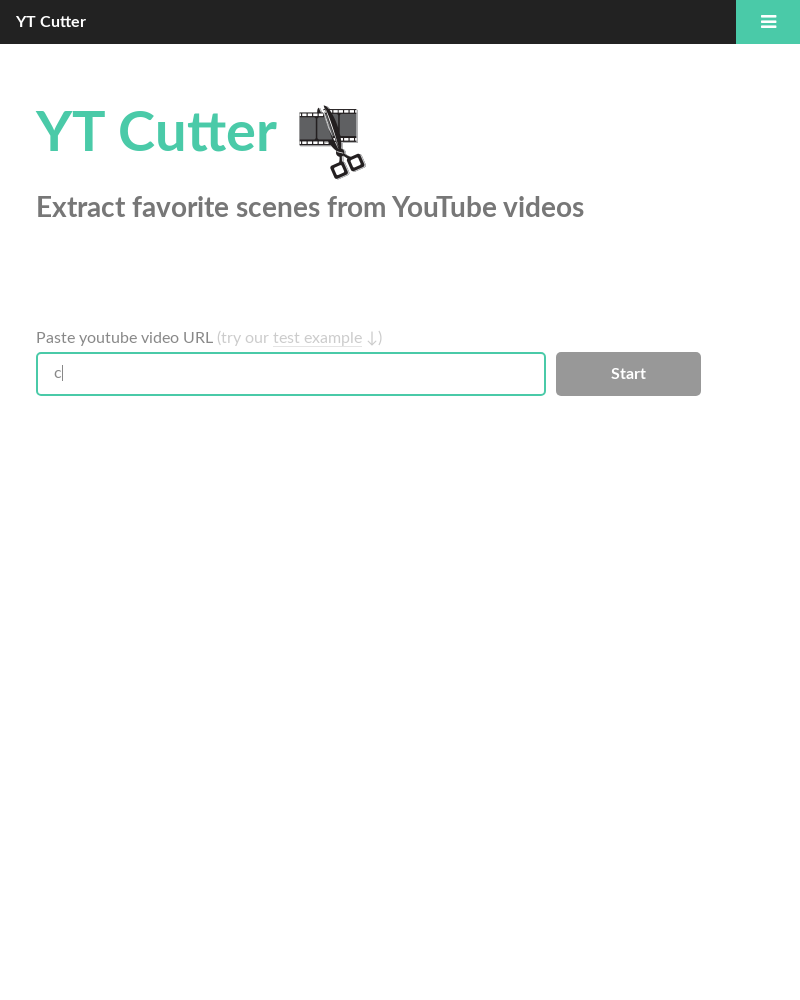 YT Cutter
YT Cutter
Extract favorite scenes from YouTube videos
Paste youtube video URL (try our test example ↓)
c
Start